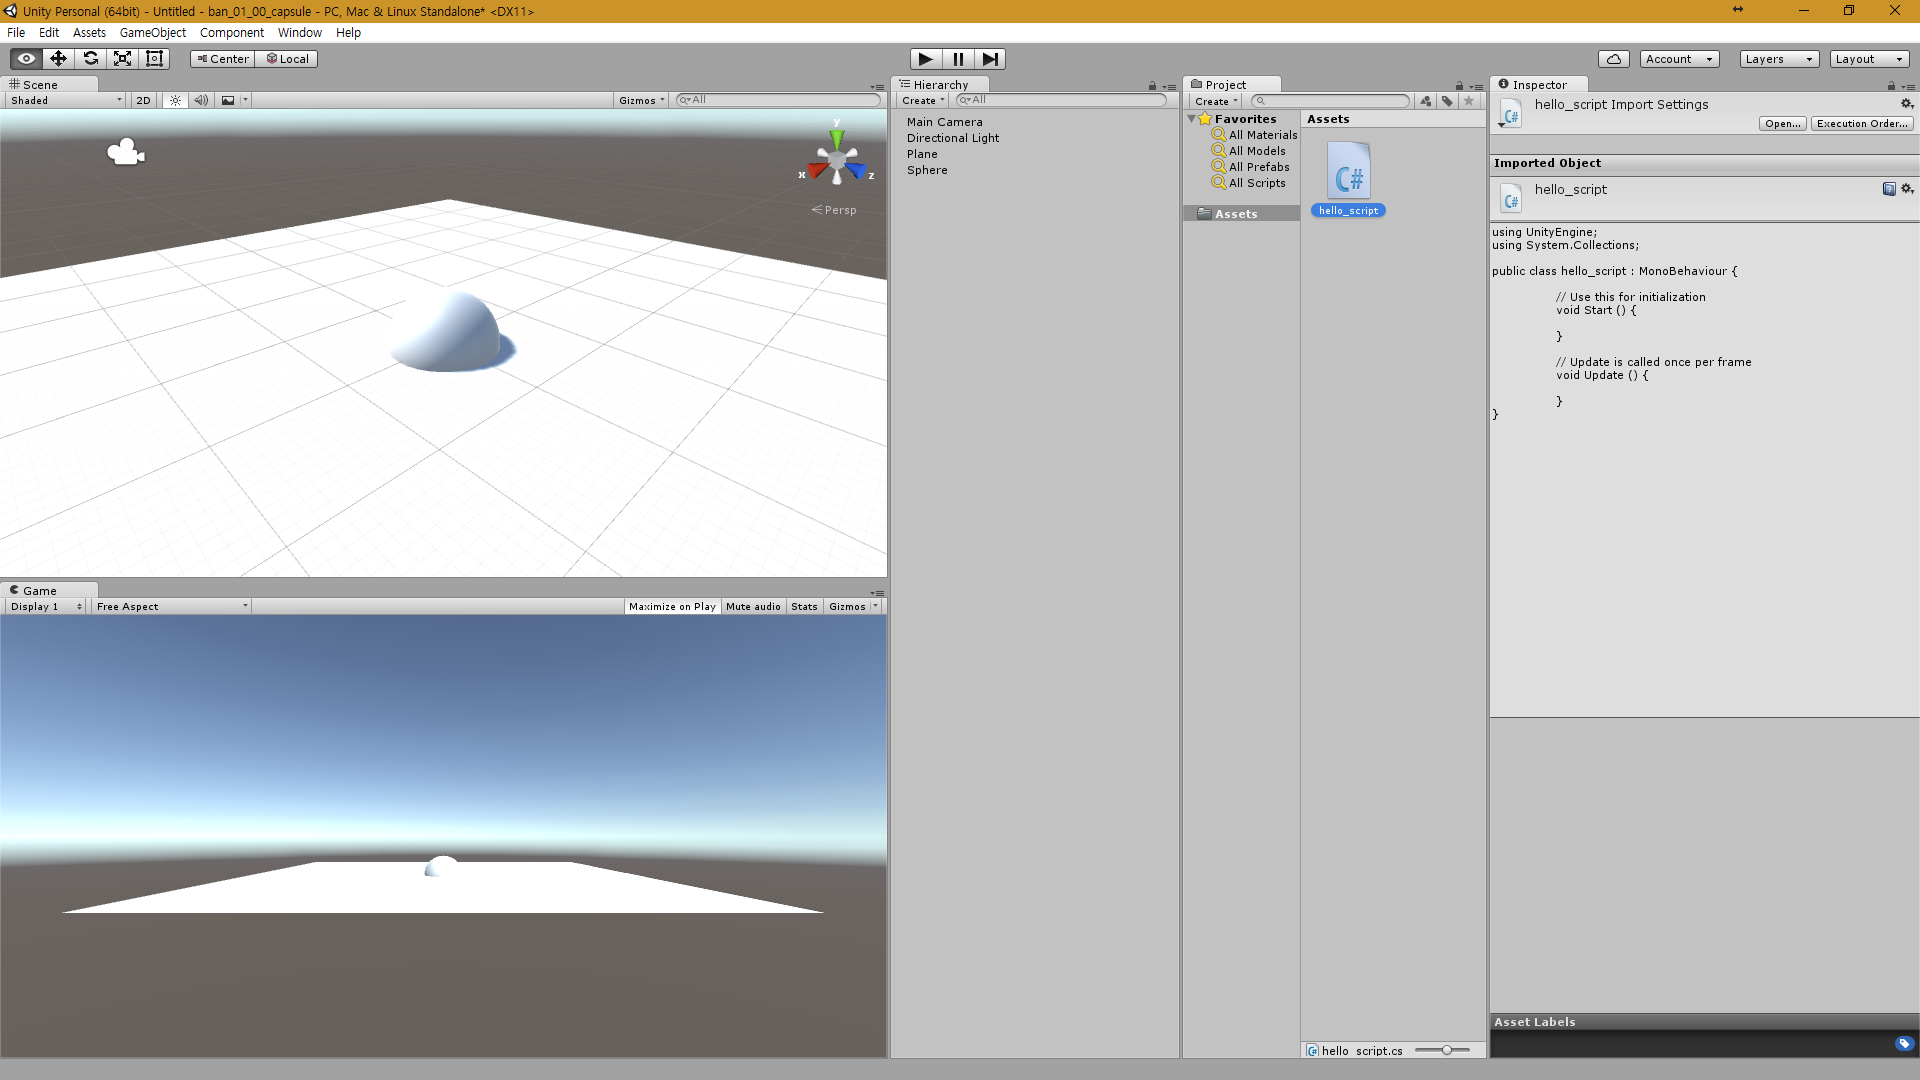 Unity Personal (64bit) - Untitled - ban_01_00_capsule - PC, Mac & Linux Standalone* <DX11>
File Edit Assets GameObject Component Window Help
Center Local
Account Layers Layout
Scene
Shaded 2D Gizmos All
y
x z
Persp
Game
Display 1 Free Aspect Maximize on Play Mute audio Stats Gizmos
Hierarchy
Create All
Main Camera
Directional Light
Plane
Sphere
Project
Create
Favorites
All Materials
All Models
All Prefabs
All Scripts
Assets
Assets
C#
hello_script
C# hello_script.cs
Inspector
C# hello_script Import Settings
Open... Execution Order...
Imported Object
C# hello_script
using UnityEngine;
using System.Collections;
public class hello_script : MonoBehaviour {
// Use this for initialization
void Start () {
}
// Update is called once per frame
void Update () {
}
}
Asset Labels